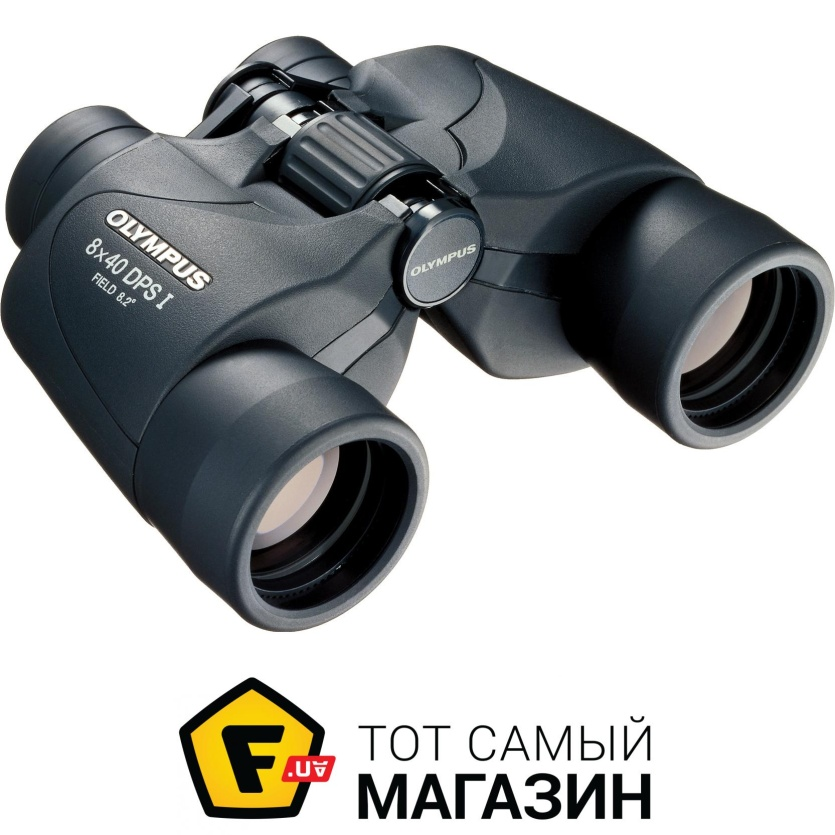 OLYMPUS
8x40 DPS I
FIELD 8.2°
OLYMPUS
F.UA
ТОТ САМЫЙ
МАГАЗИН